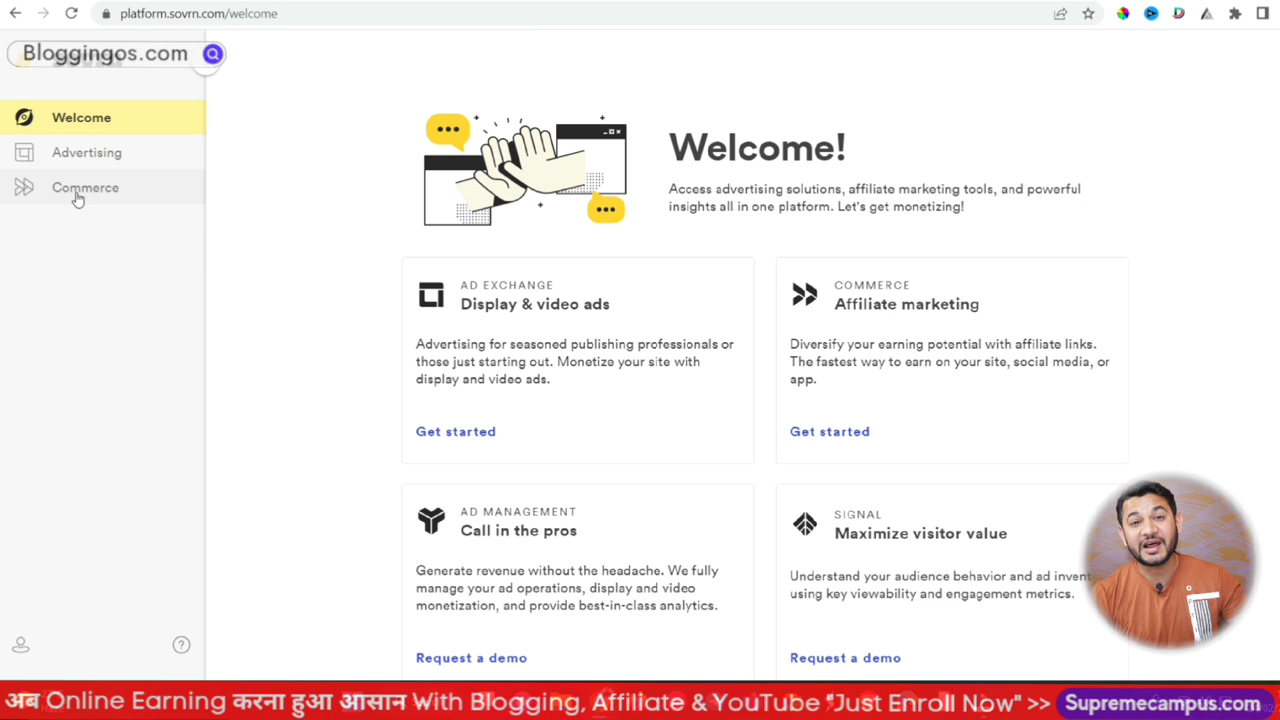 platform.sovrn.com/welcome
Bloggingos.com
Welcome
Advertising
Commerce
Welcome!
Access advertising solutions, affiliate marketing tools, and powerful
insights all in one platform. Let's get monetizing!
AD EXCHANGE
Display & video ads
Advertising for seasoned publishing professionals or
those just starting out. Monetize your site with
display and video ads.
Get started
COMMERCE
Affiliate marketing
Diversify your earning potential with affiliate links.
The fastest way to earn on your site, social media, or
app.
Get started
AD MANAGEMENT
Call in the pros
Generate revenue without the headache. We fully
manage your ad operations, display and video
monetization, and provide best-in-class analytics.
Request a demo
SIGNAL
Maximize visitor value
Understand your audience behavior and ad invent
using key viewability and engagement metrics.
Request a demo
अब Online Earning करना हुआ आसान With Blogging, Affiliate & YouTube "Just Enroll Now" >> Supremecampus.com